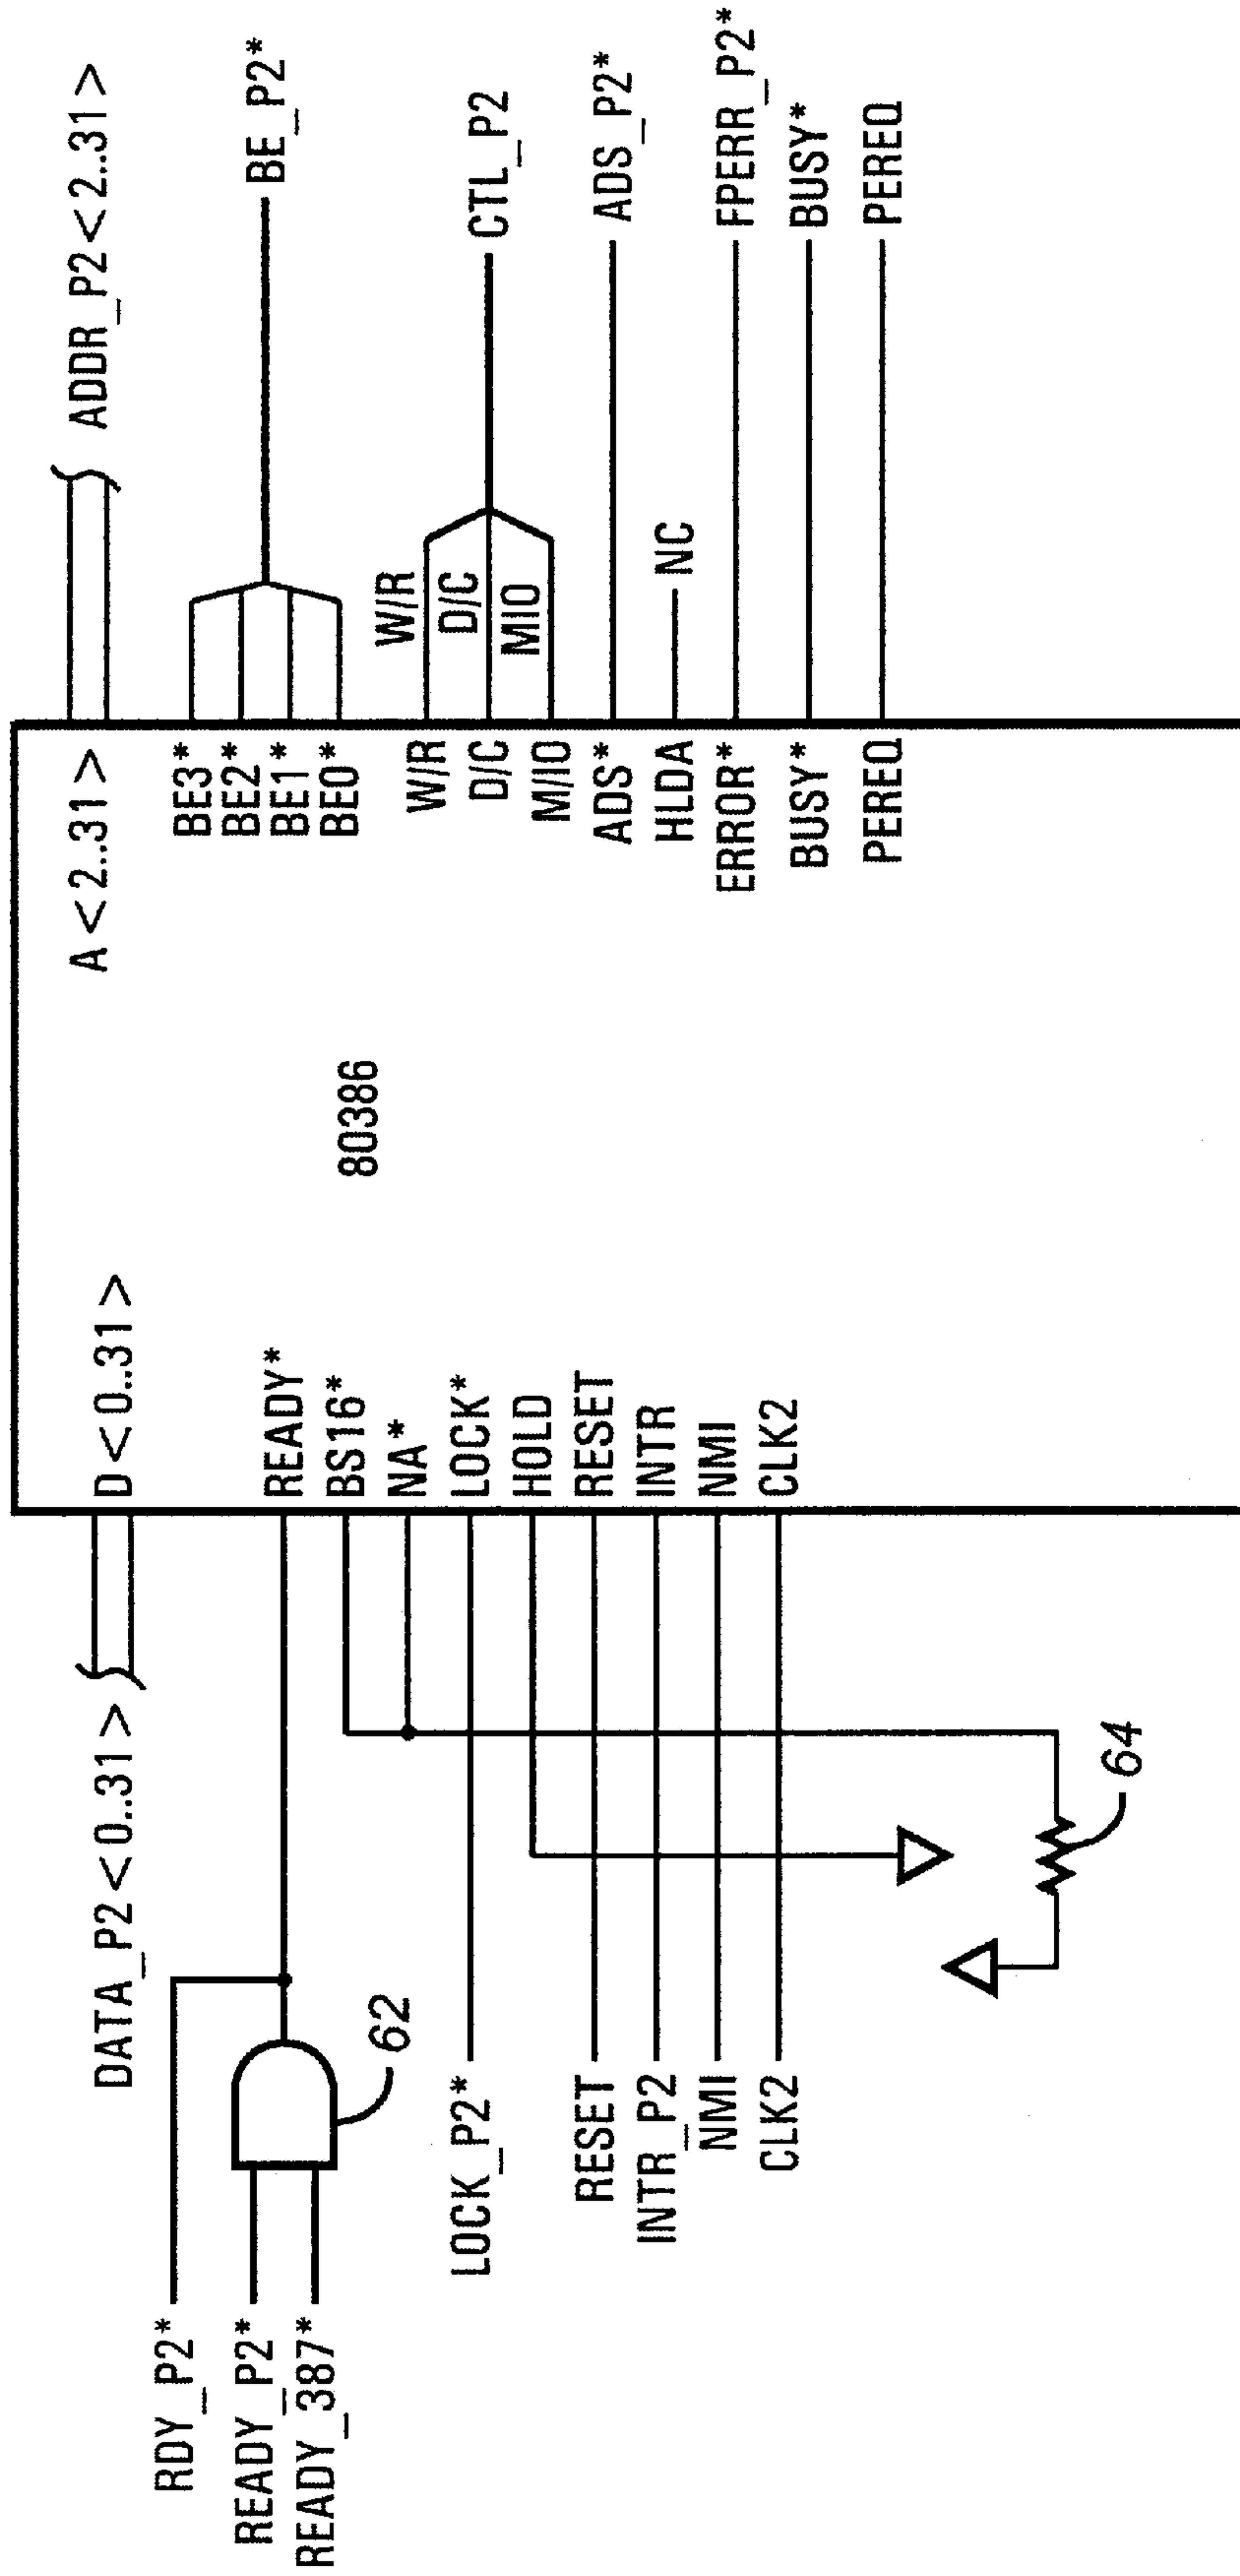 DATA_P2<0..31>
D<0..31>
A<2..31>
ADDR_P2<2..31>
RDY_P2*
READY_P2*
READY_387*
62
READY*
BS16*
NA*
LOCK_P2*
LOCK*
HOLD
RESET
RESET
INTR_P2
INTR
NMI
NMI
CLK2
CLK2
64
80386
BE3*
BE2*
BE1*
BE0*
BE_P2*
W/R
W/R
D/C
D/C
M/IO
MIO
CTL_P2
ADS*
ADS_P2*
HLDA
NC
ERROR*
FPERR_P2*
BUSY*
BUSY*
PEREQ
PEREQ